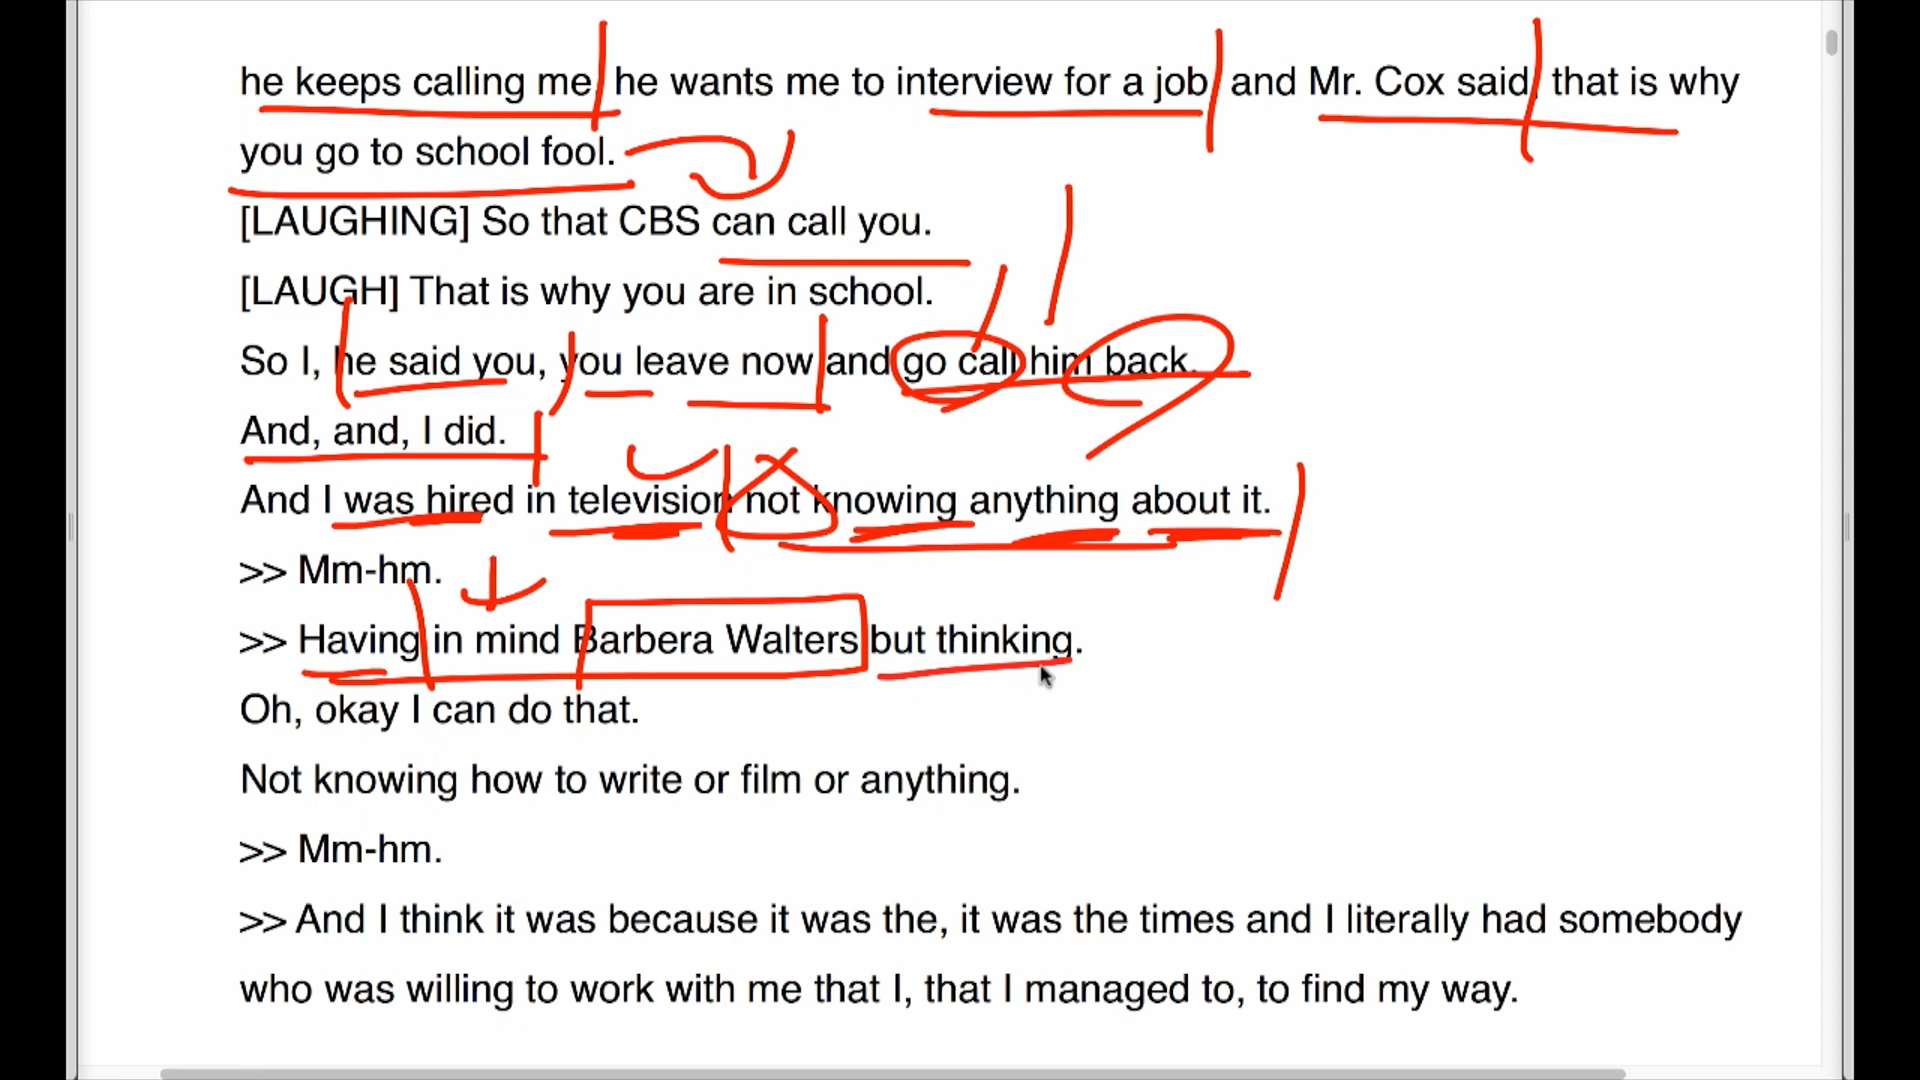 he keeps calling me, he wants me to interview for a job, and Mr. Cox said, that is why
you go to school fool.
[LAUGHING] So that CBS can call you.
[LAUGH] That is why you are in school.
So I, he said you, you leave now and go call him back.
And, and, I did.
And I was hired in television not knowing anything about it.
>> Mm-hm.
>> Having in mind Barbera Walters but thinking.
Oh, okay I can do that.
Not knowing how to write or film or anything.
>> Mm-hm.
>> And I think it was because it was the, it was the times and I literally had somebody
who was willing to work with me that I, that I managed to, to find my way.